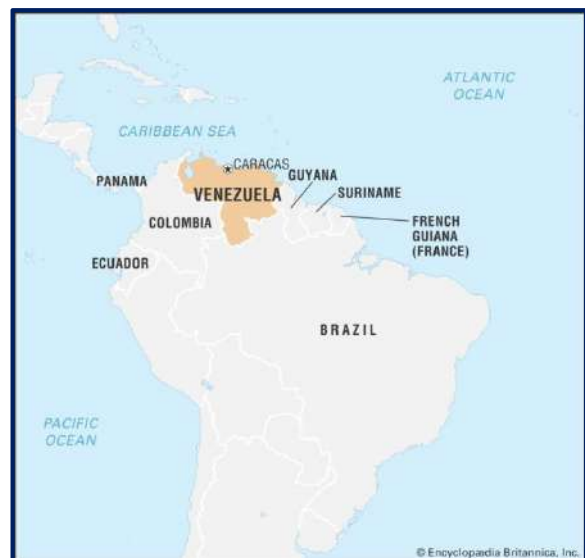 ATLANTIC
OCEAN
CARIBBEAN SEA
CARACAS
GUYANA
PANAMA
VENEZUELA
SURINAME
COLOMBIA
FRENCH
GUIANA
(FRANCE)
ECUADOR
BRAZIL
PACIFIC
OCEAN
© Encyclopædia Britannica, Inc.